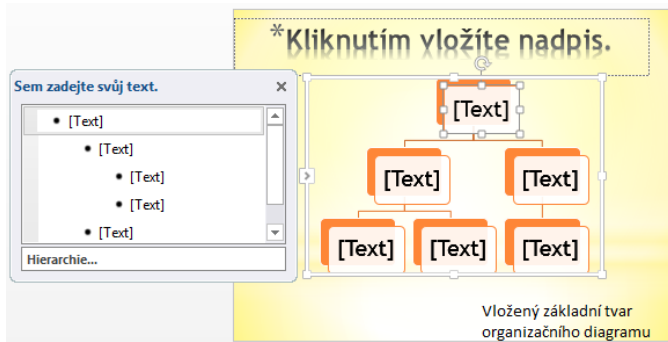 *Kliknutím vložíte nadpis.
Sem zadejte svůj text.
[Text]
[Text]
[Text]
[Text]
[Text]
Hierarchie...
[Text]
[Text]
[Text]
[Text]
[Text]
[Text]
Vložený základní tvar
organizačního diagramu